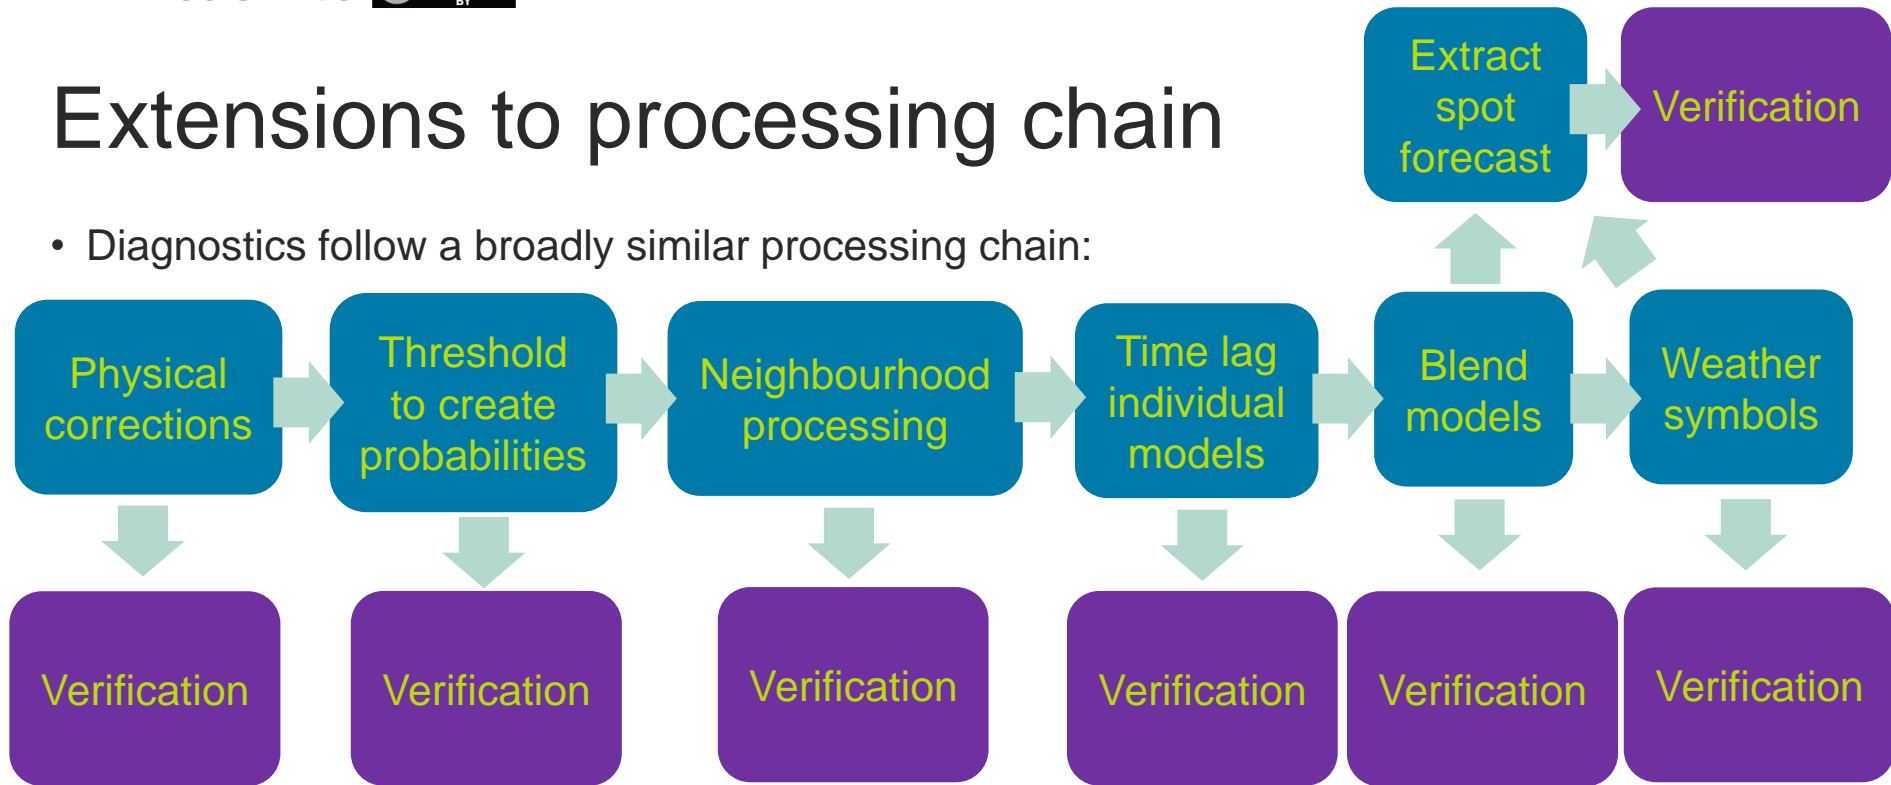 BY
Extensions to processing chain
• Diagnostics follow a broadly similar processing chain:
Extract
spot
forecast
Verification
Physical
corrections
Threshold
to create
probabilities
Neighbourhood
processing
Time lag
individual
models
Blend
models
Weather
symbols
Verification
Verification
Verification
Verification
Verification
Verification